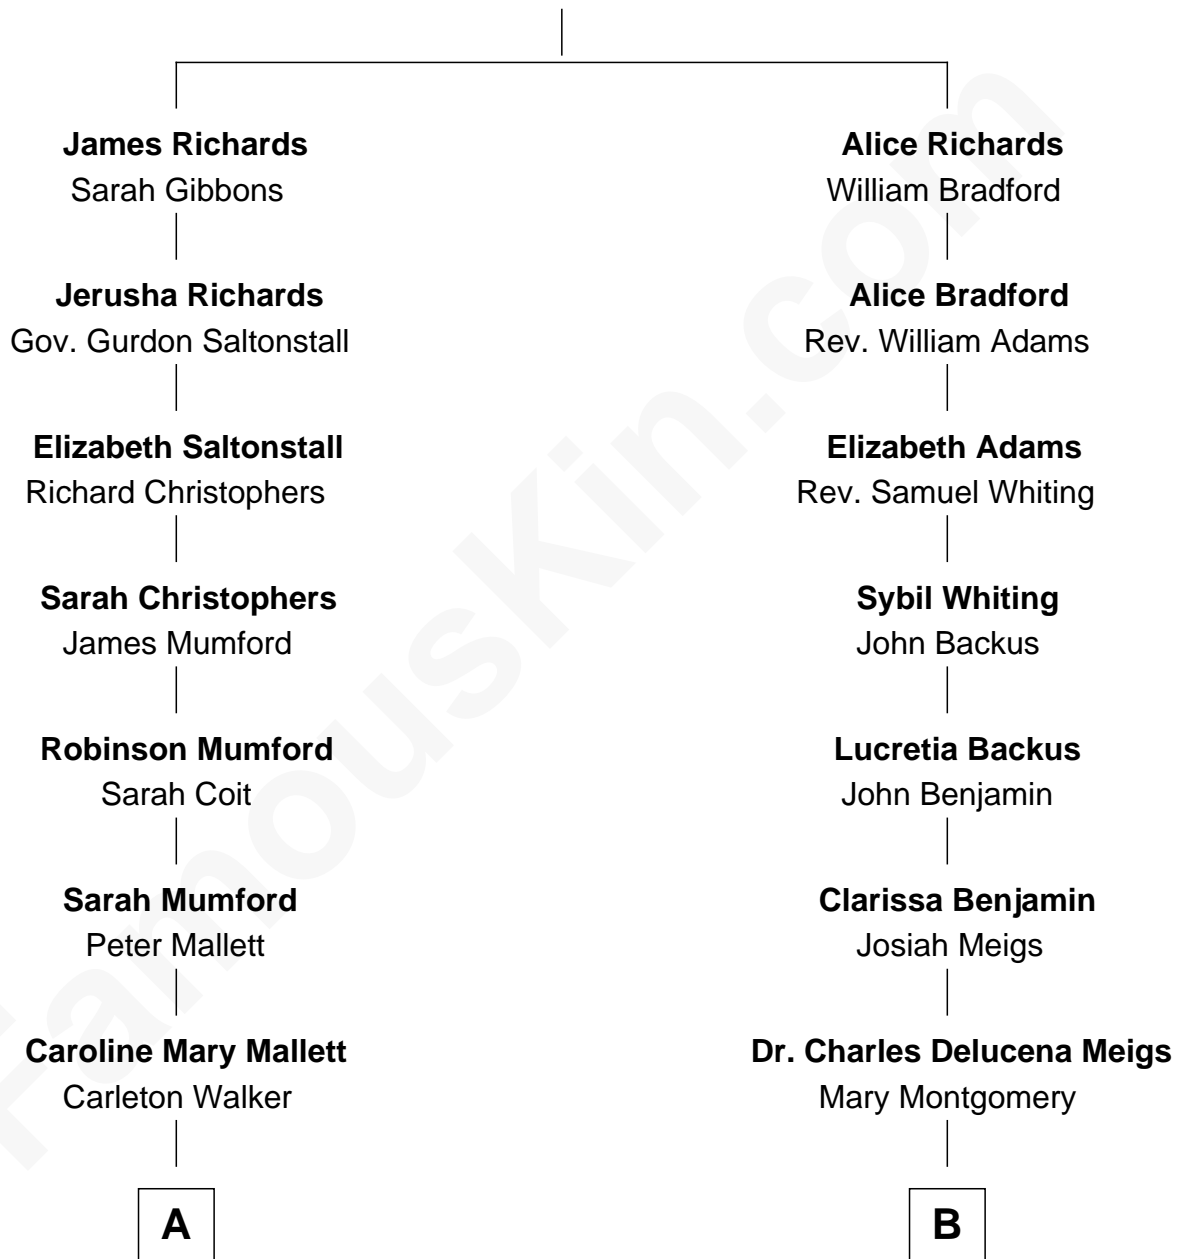 James Richards
Sarah Gibbons
Alice Richards
William Bradford
Jerusha Richards
Gov. Gurdon Saltonstall
Alice Bradford
Rev. William Adams
Elizabeth Saltonstall
Richard Christophers
Elizabeth Adams
Rev. Samuel Whiting
Sarah Christophers
James Mumford
Sybil Whiting
John Backus
Robinson Mumford
Sarah Coit
Lucretia Backus
John Benjamin
Sarah Mumford
Peter Mallett
Clarissa Benjamin
Josiah Meigs
Caroline Mary Mallett
Carleton Walker
Dr. Charles Delucena Meigs
Mary Montgomery
A
B
FamousKin.com